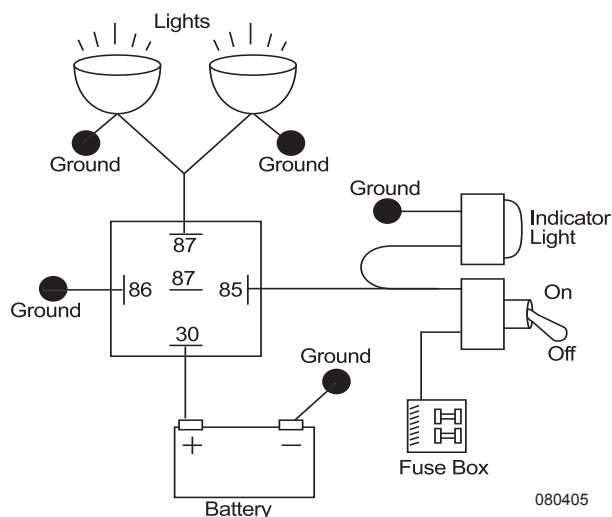 Lights
Ground
Ground
Ground
Indicator
Light
87
87
86
85
30
Ground
On
Off
Ground
+
−
Fuse Box
Battery
080405